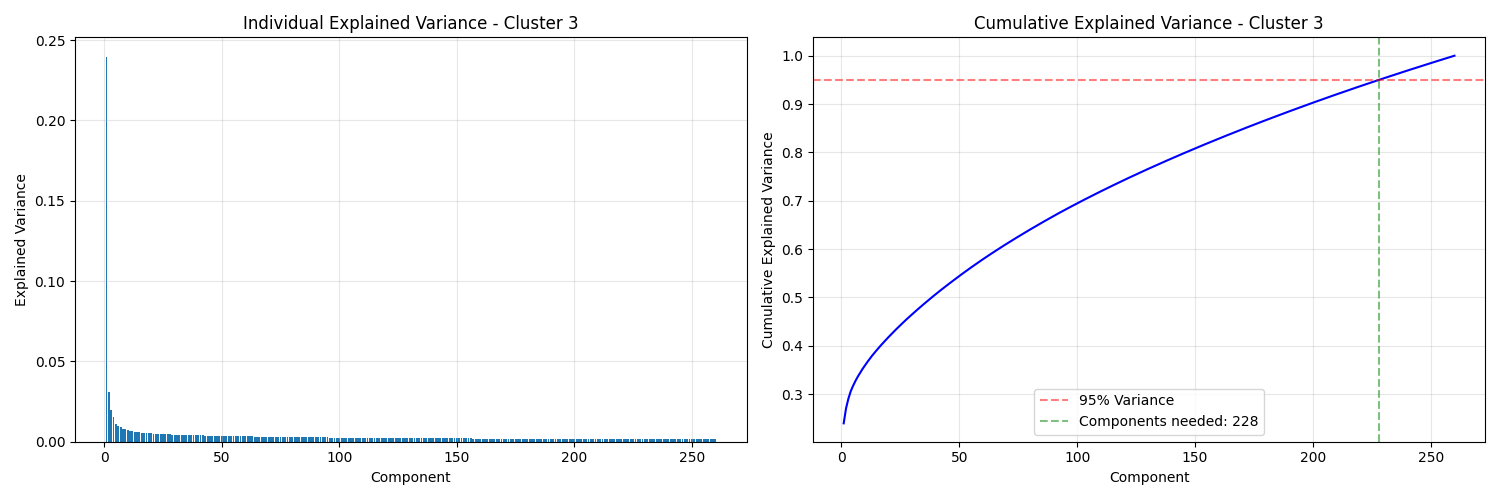 Individual Explained Variance - Cluster 3
Explained Variance
0.25
0.20
0.15
0.10
0.05
0.00
0 50 100 150 200 250
Component
Cumulative Explained Variance - Cluster 3
Cumulative Explained Variance
1.0
0.9
0.8
0.7
0.6
0.5
0.4
0.3
95% Variance
Components needed: 228
0 50 100 150 200 250
Component